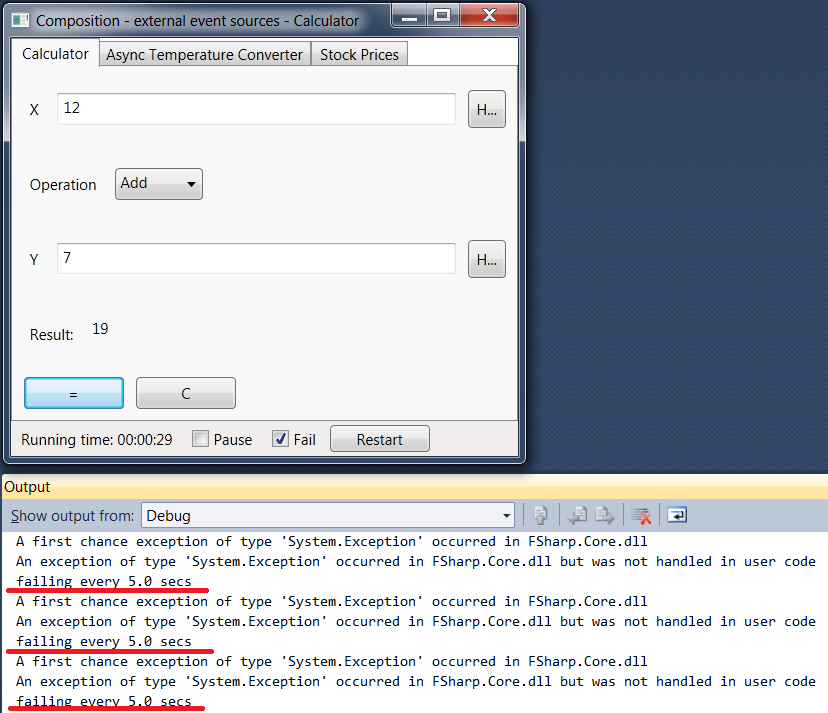 Composition - external event sources - Calculator
Calculator Async Temperature Converter Stock Prices
X 12 H...
Operation Add
Y 7 H...
Result: 19
= C
Running time: 00:00:29 Pause Fail Restart
Output
Show output from: Debug
A first chance exception of type 'System.Exception' occurred in FSharp.Core.dll
An exception of type 'System.Exception' occurred in FSharp.Core.dll but was not handled in user code
failing every 5.0 secs
A first chance exception of type 'System.Exception' occurred in FSharp.Core.dll
An exception of type 'System.Exception' occurred in FSharp.Core.dll but was not handled in user code
failing every 5.0 secs
A first chance exception of type 'System.Exception' occurred in FSharp.Core.dll
An exception of type 'System.Exception' occurred in FSharp.Core.dll but was not handled in user code
failing every 5.0 secs